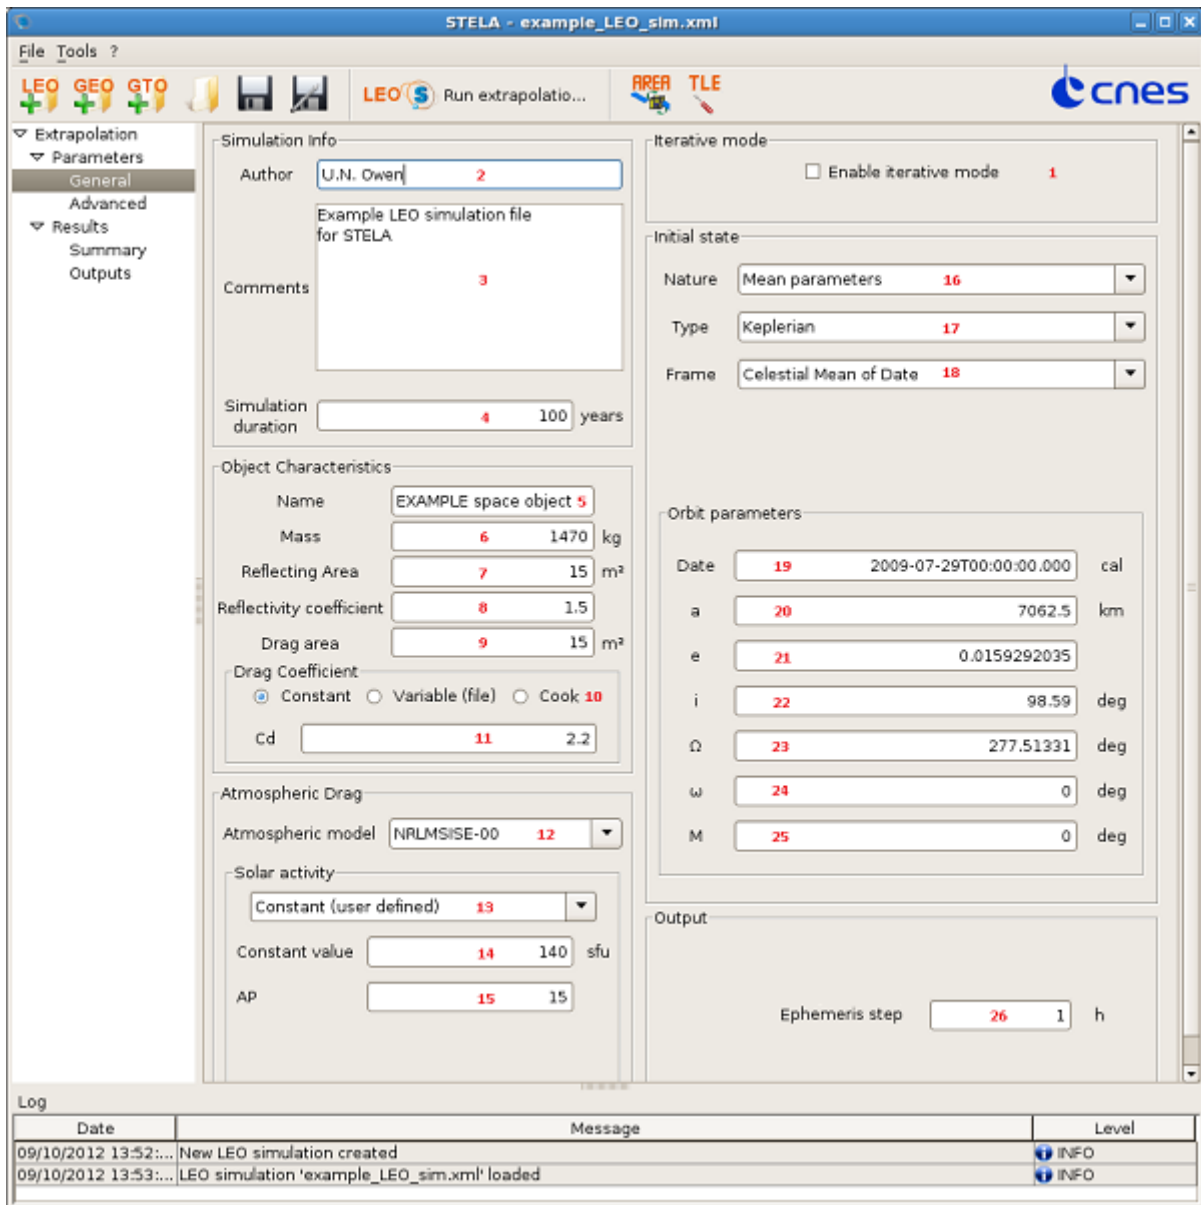 STELA - example_LEO_sim.xml
File Tools ?
LEO GEO GTO LEO S Run extrapolatio... AREA TLE cnes
Extrapolation
Parameters
General
Advanced
Results
Summary
Outputs
Simulation Info
Author U.N. Owen 2
Comments Example LEO simulation file
for STELA
3
Simulation
duration 4 100 years
Object Characteristics
Name EXAMPLE space object 5
Mass 6 1470 kg
Reflecting Area 7 15 m²
Reflectivity coefficient 8 1.5
Drag area 9 15 m²
Drag Coefficient
Constant Variable (file) Cook 10
Cd 11 2.2
Atmospheric Drag
Atmospheric model NRLMSISE-00 12
Solar activity
Constant (user defined) 13
Constant value 14 140 sfu
AP 15 15
Iterative mode
Enable iterative mode 1
Initial state
Nature Mean parameters 16
Type Keplerian 17
Frame Celestial Mean of Date 18
Orbit parameters
Date 19 2009-07-29T00:00:00.000 cal
a 20 7062.5 km
e 21 0.0159292035
i 22 98.59 deg
Ω 23 277.51331 deg
ω 24 0 deg
M 25 0 deg
Output
Ephemeris step 26 1 h
Log
Date Message Level
09/10/2012 13:52:... New LEO simulation created INFO
09/10/2012 13:53:... LEO simulation 'example_LEO_sim.xml' loaded INFO